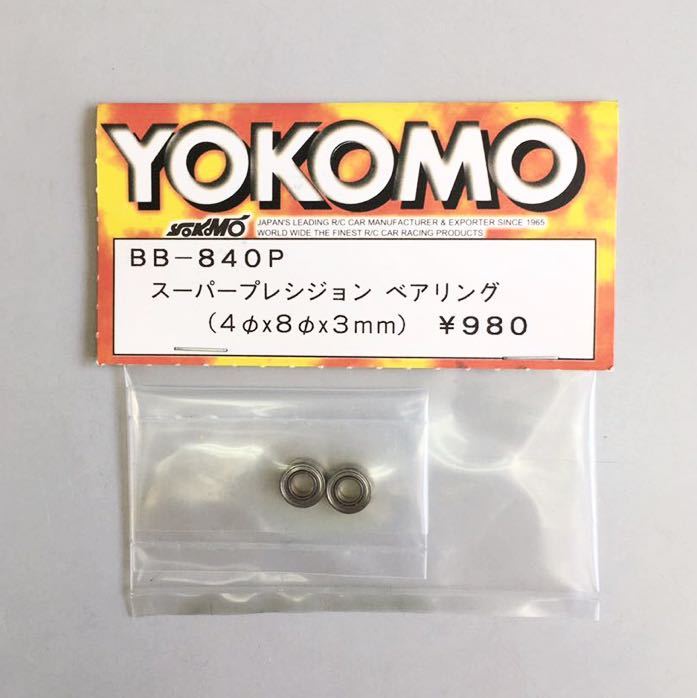 YOKOMO
YOKOMO JAPAN'S LEADING R/C CAR MANUFACTURER & EXPORTER SINCE 1965
WORLD WIDE THE FINEST R/C CAR RACING PRODUCTS
BB-840P
スーパープレシジョン ベアリング
(4φx8φx3mm) ¥980